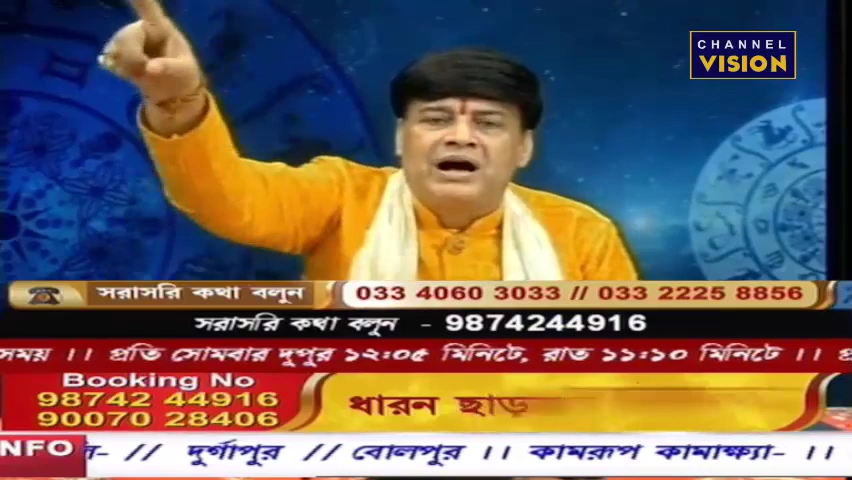 CHANNEL
VISION
সরাসরি কথা বলুন 033 4060 3033 // 033 2225 8856
সরাসরি কথা বলুন - 9874244916
সময় ।। প্রতি সোমবার দুপুর ১২:০৫ মিনিটে, রাত ১১:১০ মিনিটে ।।
Booking No
98742 44916
90070 28406
ধারন ছাড়
NFO // দুর্গাপুর // বোলপুর ।। কামরূপ কামাক্ষ্যা- ।।